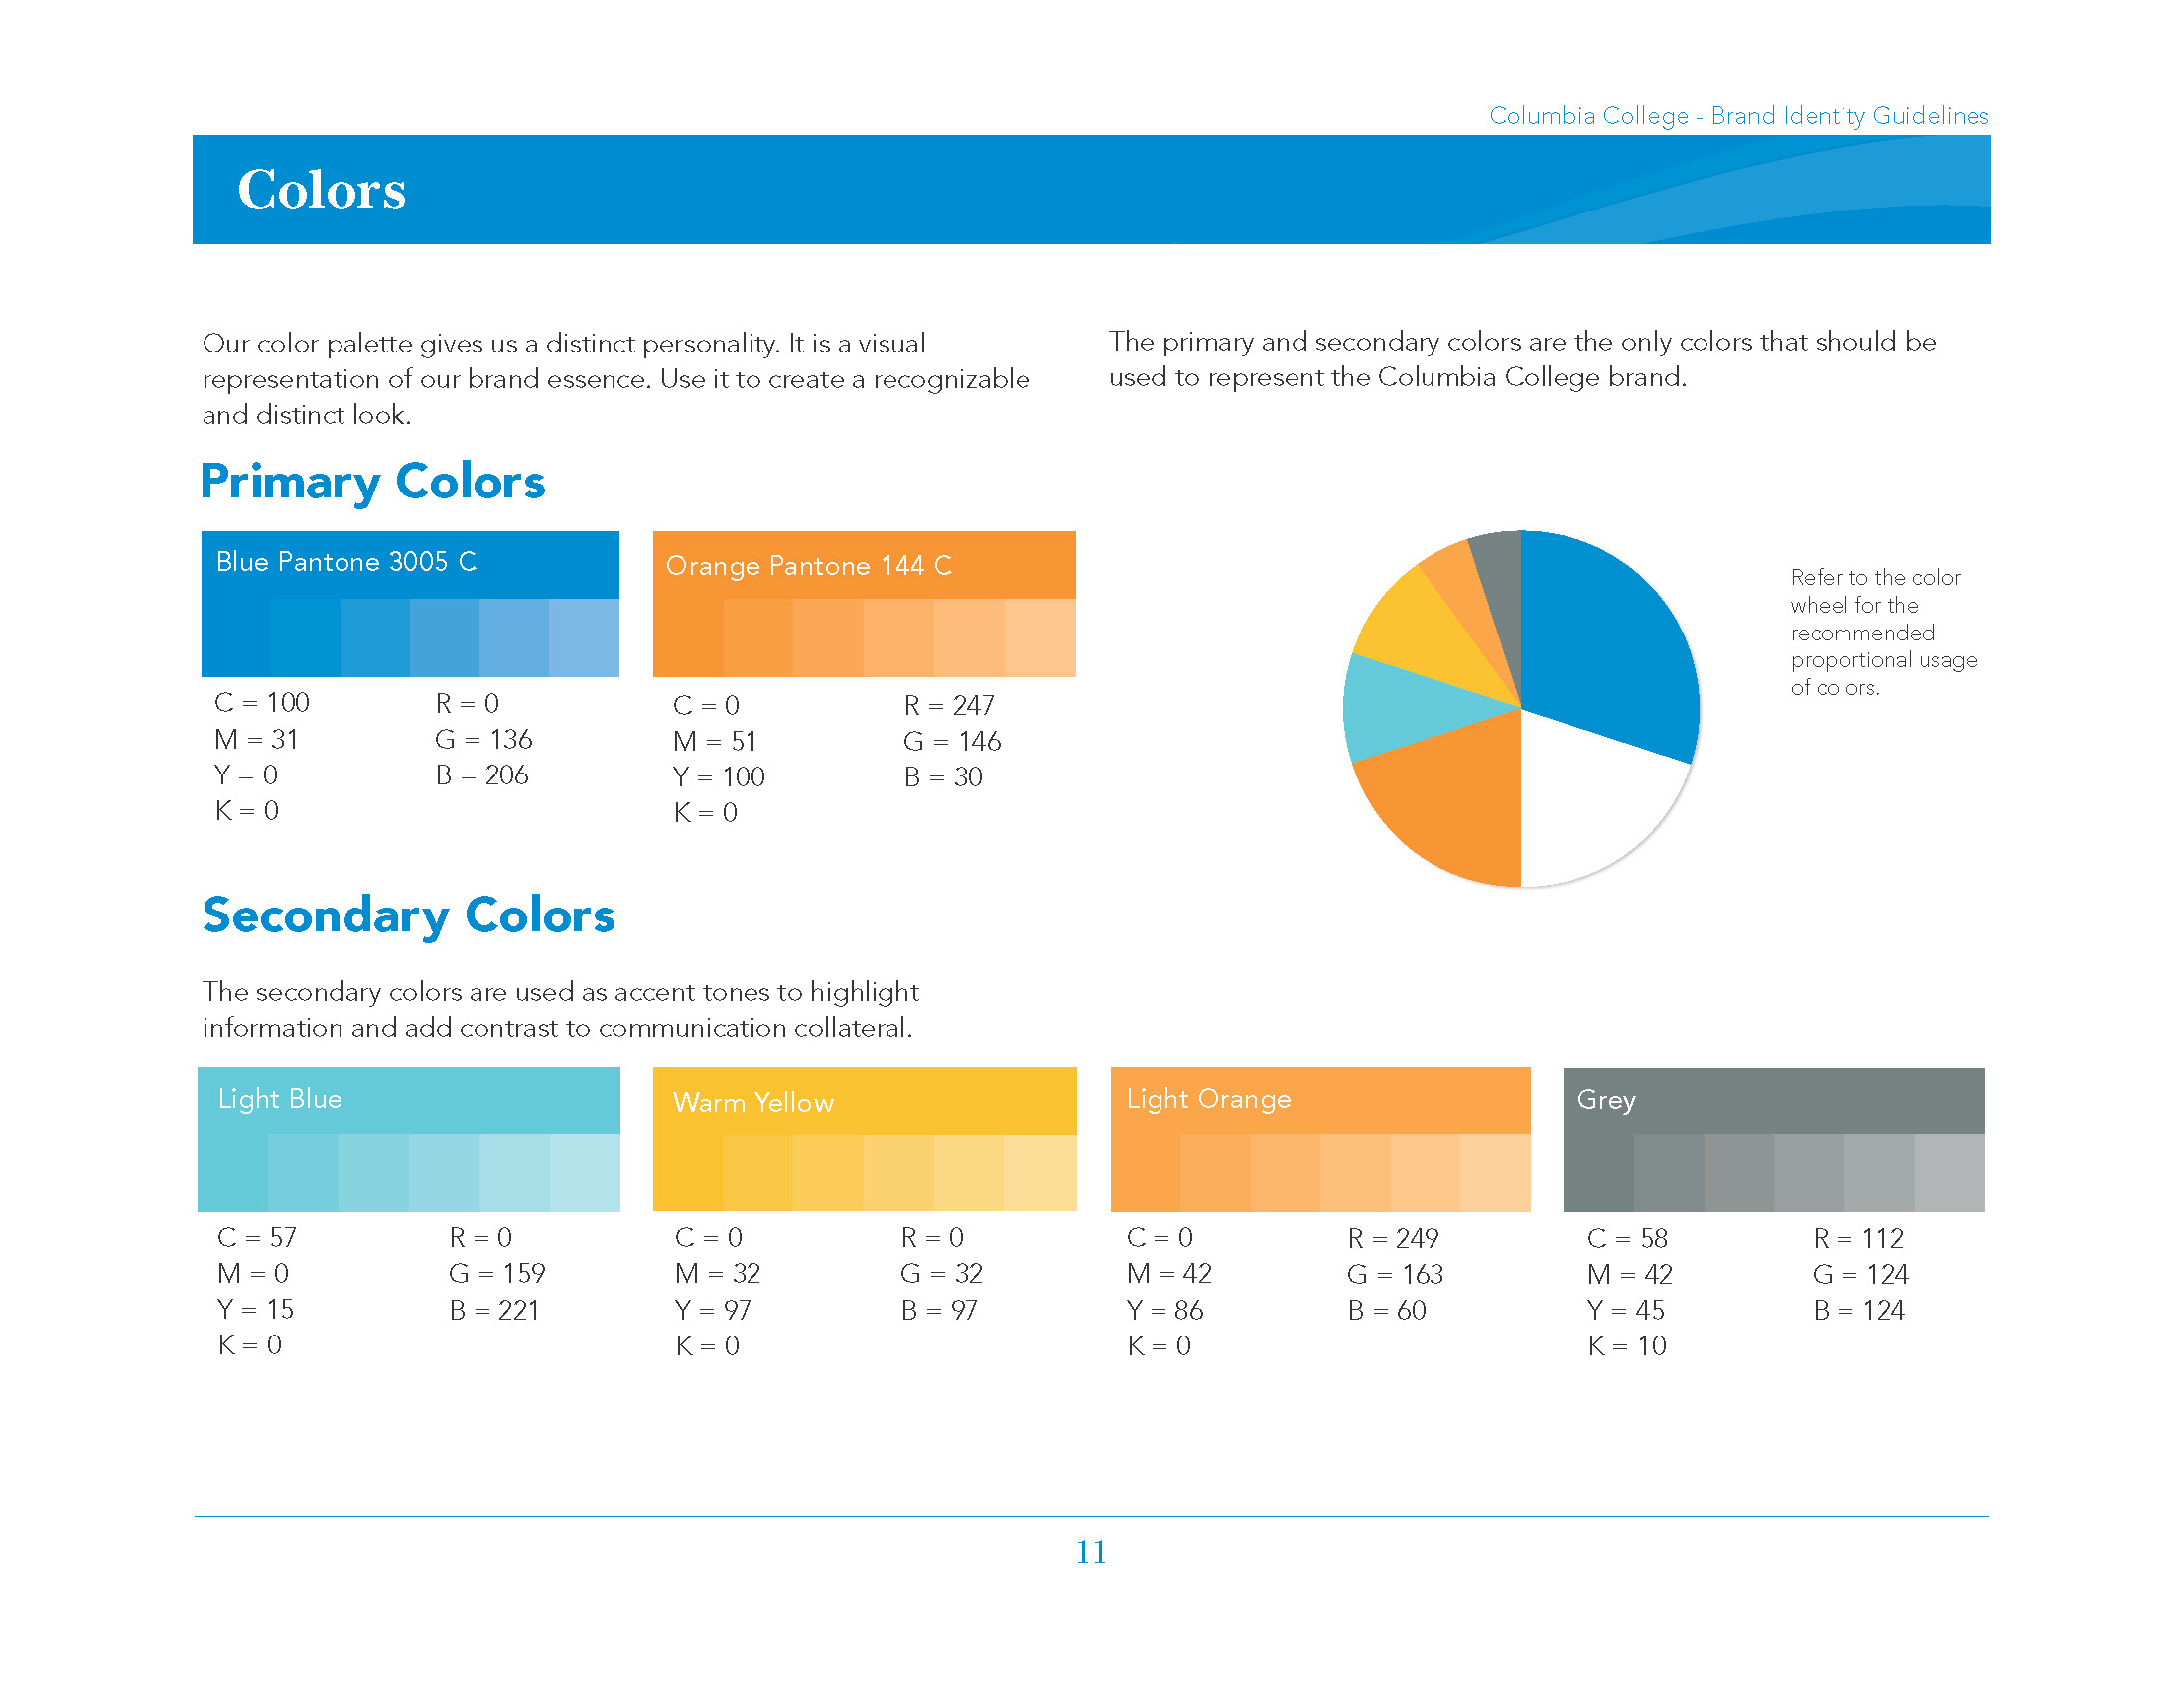 Columbia College - Brand Identity Guidelines
Colors
Our color palette gives us a distinct personality. It is a visual
representation of our brand essence. Use it to create a recognizable
and distinct look.
The primary and secondary colors are the only colors that should be
used to represent the Columbia College brand.
Primary Colors
Blue Pantone 3005 C
C = 100
M = 31
Y = 0
K = 0
R = 0
G = 136
B = 206
Orange Pantone 144 C
C = 0
M = 51
Y = 100
K = 0
R = 247
G = 146
B = 30
Refer to the color
wheel for the
recommended
proportional usage
of colors.
Secondary Colors
The secondary colors are used as accent tones to highlight
information and add contrast to communication collateral.
Light Blue
C = 57
M = 0
Y = 15
K = 0
R = 0
G = 159
B = 221
Warm Yellow
C = 0
M = 32
Y = 97
K = 0
R = 0
G = 32
B = 97
Light Orange
C = 0
M = 42
Y = 86
K = 0
R = 249
G = 163
B = 60
Grey
C = 58
M = 42
Y = 45
K = 10
R = 112
G = 124
B = 124
11